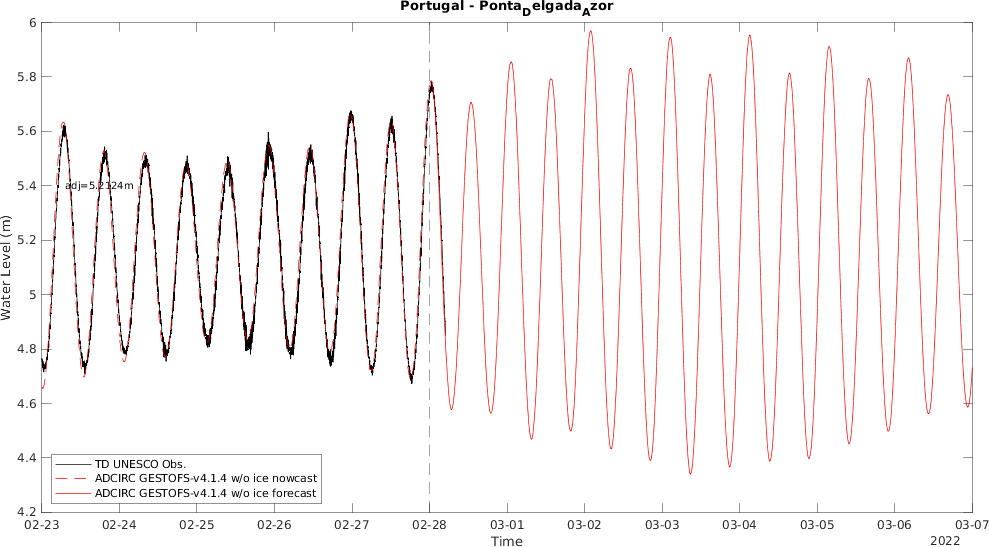 Portugal - PontaDelgadaAzor
6
5.8
5.6
5.4
5.2
5
4.8
4.6
4.4
4.2
Water Level (m)
adj=5.2124m
TD UNESCO Obs.
ADCIRC GESTOFS-v4.1.4 w/o ice nowcast
ADCIRC GESTOFS-v4.1.4 w/o ice forecast
02-23 02-24 02-25 02-26 02-27 02-28 03-01 03-02 03-03 03-04 03-05 03-06 03-07
Time
2022